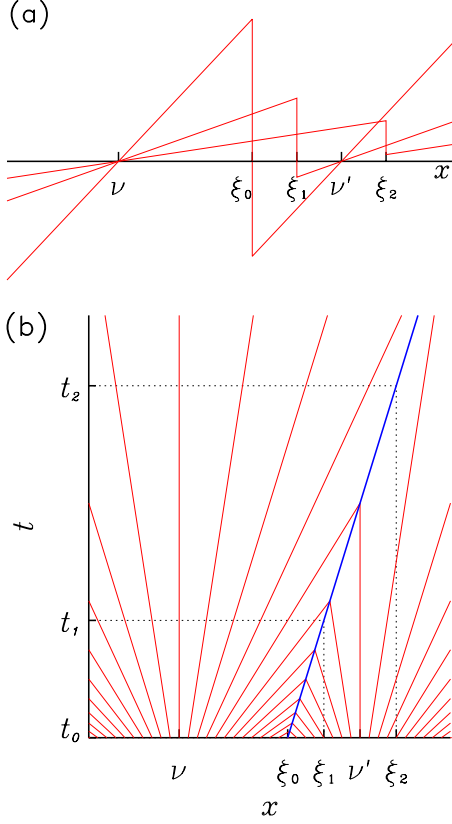 (a)
ν ξ₀ ξ₁ ν' ξ₂ x
(b)
t₂
t
t₁
t₀
ν ξ₀ ξ₁ ν' ξ₂
x